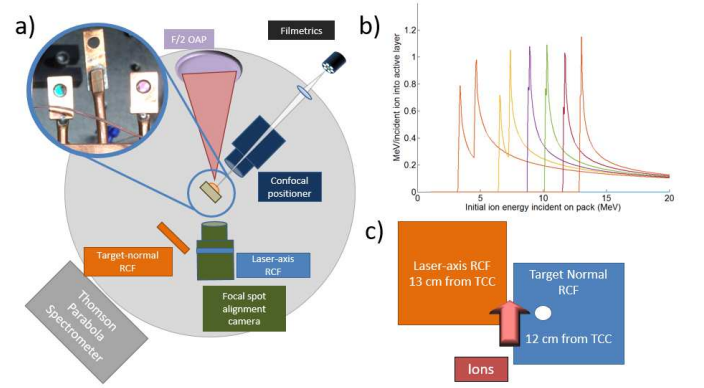 a)
F/2 OAP
Filmetrics
Confocal
positioner
Target-normal
RCF
Laser-axis
RCF
Focal spot
alignment
camera
Thomson
Parabola
Spectrometer
b)
MeV/incident ion into active layer
1.2
1
0.8
0.6
0.4
0.2
0
0
5
10
15
20
Initial ion energy incident on pack (MeV)
c)
Laser-axis RCF
13 cm from TCC
Target Normal
RCF
12 cm from TCC
Ions